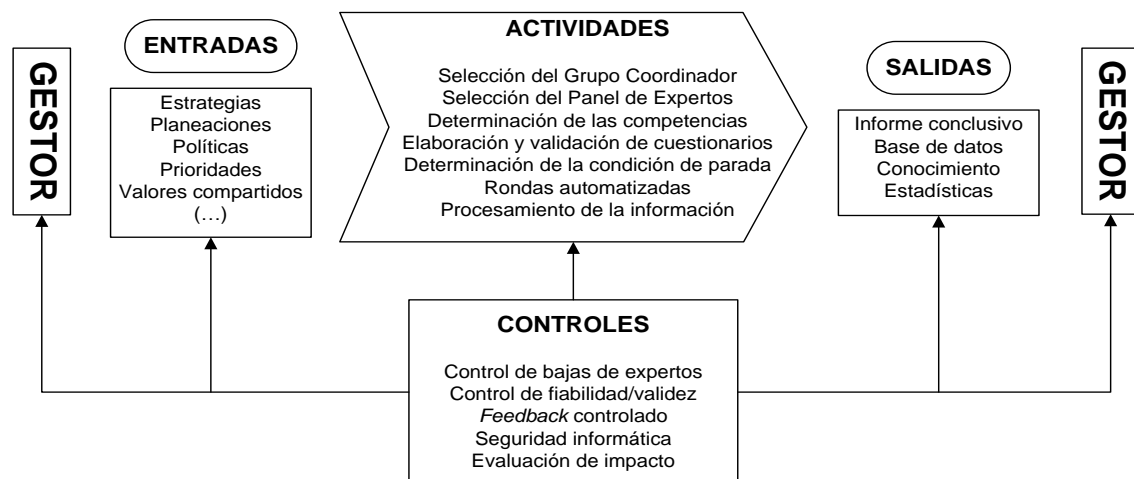 GESTOR
ENTRADAS
Estrategias
Planeaciones
Políticas
Prioridades
Valores compartidos
(…)
ACTIVIDADES
Selección del Grupo Coordinador
Selección del Panel de Expertos
Determinación de las competencias
Elaboración y validación de cuestionarios
Determinación de la condición de parada
Rondas automatizadas
Procesamiento de la información
SALIDAS
Informe conclusivo
Base de datos
Conocimiento
Estadísticas
GESTOR
CONTROLES
Control de bajas de expertos
Control de fiabilidad/validez
Feedback controlado
Seguridad informática
Evaluación de impacto